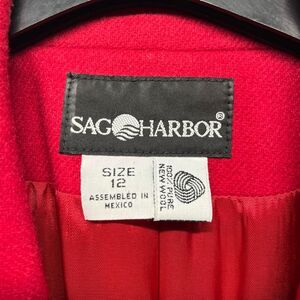 SAG HARBOR®
SIZE
12
ASSEMBLED IN
MEXICO
100% PURE
NEW WOOL